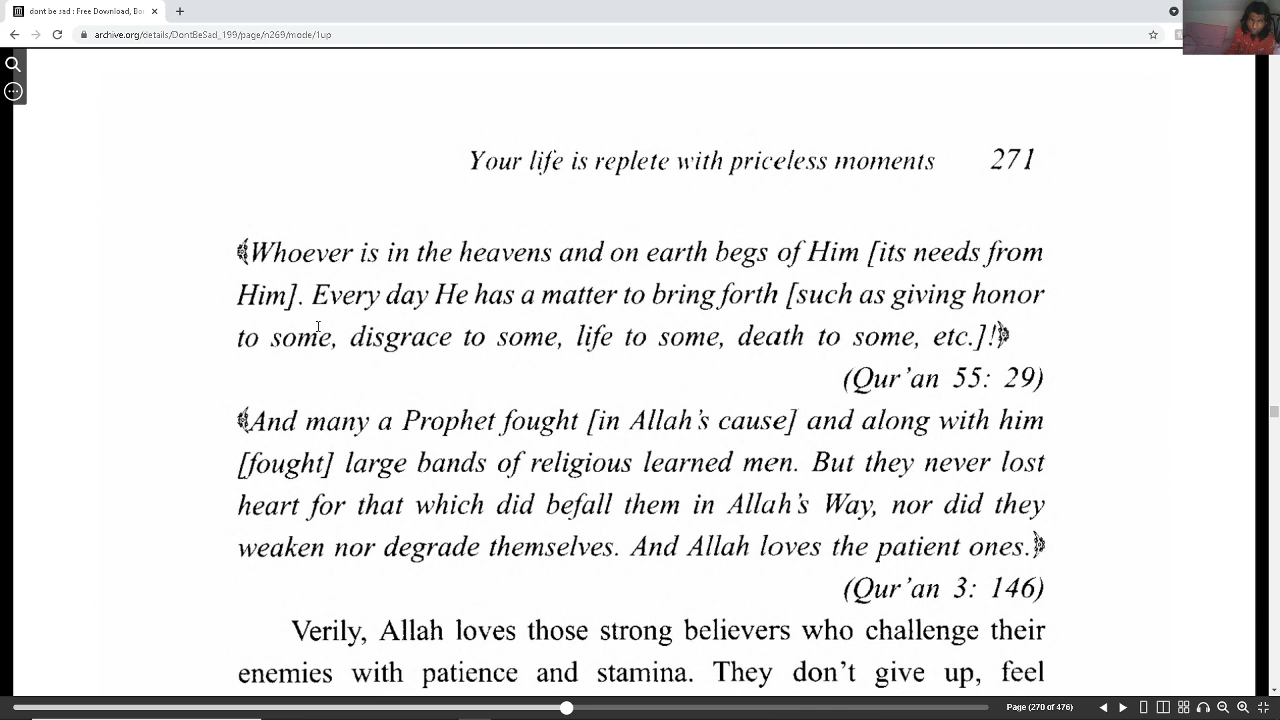 dont be sad : Free Download, Bo
archive.org/details/DontBeSad_199/page/n269/mode/1up
Your life is replete with priceless moments 271
Whoever is in the heavens and on earth begs of Him [its needs from
Him]. Every day He has a matter to bring forth [such as giving honor
to some, disgrace to some, life to some, death to some, etc.]!
(Qur'an 55: 29)
And many a Prophet fought [in Allah's cause] and along with him
[fought] large bands of religious learned men. But they never lost
heart for that which did befall them in Allah's Way, nor did they
weaken nor degrade themselves. And Allah loves the patient ones.
(Qur'an 3: 146)
Verily, Allah loves those strong believers who challenge their
enemies with patience and stamina. They don't give up, feel
Page (270 of 476)